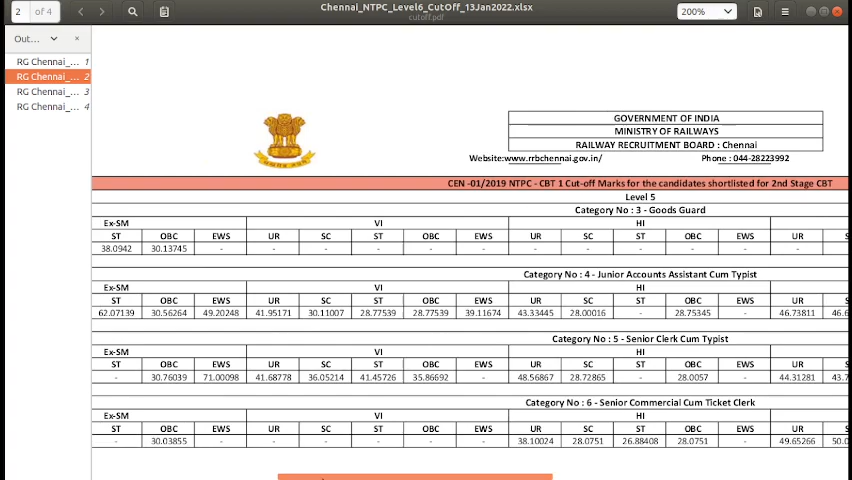 2 of 4
Chennai_NTPC_Level6_CutOff_13Jan2022.xlsx
cutoff.pdf
200%
Out...
RG Chennai_... 1
RG Chennai_... 2
RG Chennai_... 3
RG Chennai_... 4
GOVERNMENT OF INDIA
MINISTRY OF RAILWAYS
RAILWAY RECRUITMENT BOARD : Chennai
Website:www.rrbchennai.gov.in/ Phone : 044-28223992
CEN -01/2019 NTPC - CBT 1 Cut-off Marks for the candidates shortlisted for 2nd Stage CBT
Level 5
Category No : 3 - Goods Guard
Ex-SM VI HI
ST OBC EWS UR SC ST OBC EWS UR SC ST OBC EWS UR S
38.0942 30.13745 - - - - - - - - - - - -
Category No : 4 - Junior Accounts Assistant Cum Typist
Ex-SM VI HI
ST OBC EWS UR SC ST OBC EWS UR SC ST OBC EWS UR S
62.07139 30.56264 49.20248 41.95171 30.11007 28.77539 28.77539 39.11674 43.33445 28.00016 - 28.75345 - 46.73811 46.6
Category No : 5 - Senior Clerk Cum Typist
Ex-SM VI HI
ST OBC EWS UR SC ST OBC EWS UR SC ST OBC EWS UR S
- 30.76039 71.00098 41.68778 36.05214 41.45726 35.86692 - 48.56867 28.72865 - 28.0057 - 44.31281 43.7
Category No : 6 - Senior Commercial Cum Ticket Clerk
Ex-SM VI HI
ST OBC EWS UR SC ST OBC EWS UR SC ST OBC EWS UR S
- 30.03855 - - - - - - 38.10024 28.0751 26.88408 28.0751 - 49.65266 50.0